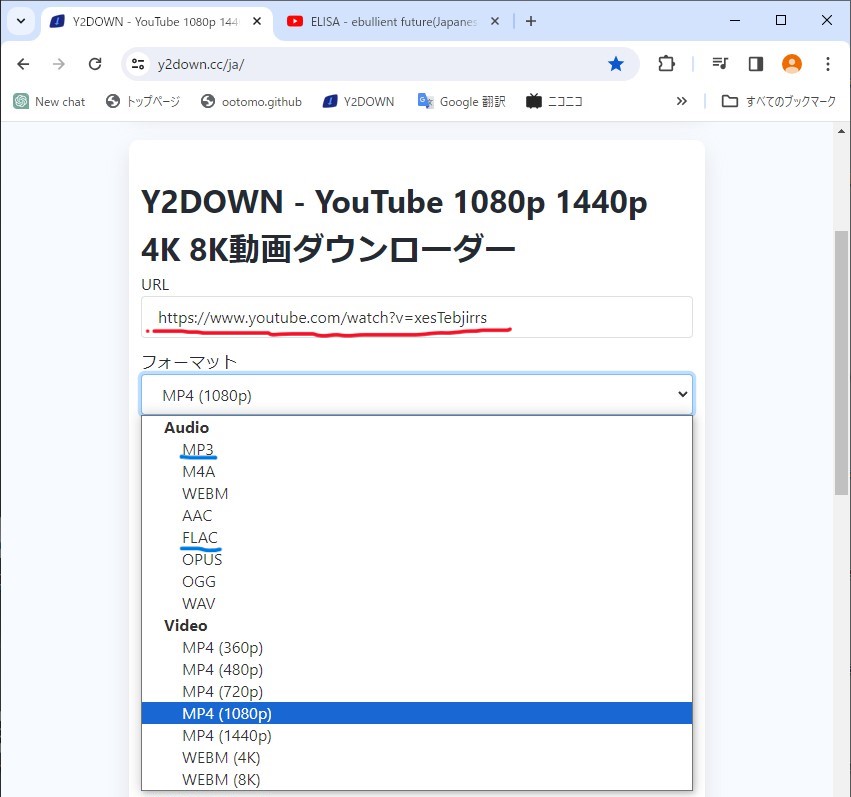 Y2DOWN - YouTube 1080p 144
ELISA - ebullient future(Japanes
y2down.cc/ja/
New chat
トップページ
ootomo.github
Y2DOWN
Google 翻訳
ニコニコ
すべてのブックマーク
Y2DOWN - YouTube 1080p 1440p
4K 8K動画ダウンローダー
URL
https://www.youtube.com/watch?v=xesTebjirrs
フォーマット
MP4 (1080p)
Audio
MP3
M4A
WEBM
AAC
FLAC
OPUS
OGG
WAV
Video
MP4 (360p)
MP4 (480p)
MP4 (720p)
MP4 (1080p)
MP4 (1440p)
WEBM (4K)
WEBM (8K)